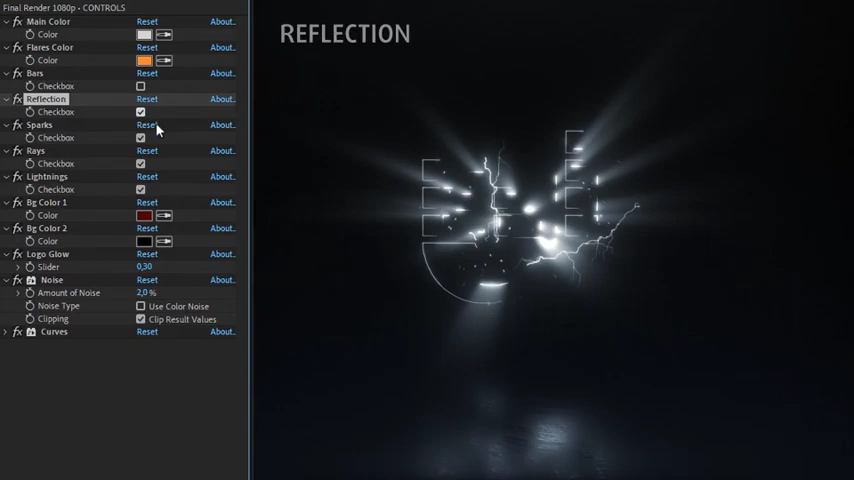 Final Render 1080p • CONTROLS
fx Main Color Reset About..
Color
fx Flares Color Reset About..
Color
fx Bars Reset About..
Checkbox
fx Reflection Reset About..
Checkbox
fx Sparks Reset About..
Checkbox
fx Rays Reset About..
Checkbox
fx Lightnings Reset About..
Checkbox
fx Bg Color 1 Reset About..
Color
fx Bg Color 2 Reset About..
Color
fx Logo Glow Reset About..
Slider 0,30
fx Noise Reset About..
Amount of Noise 2,0 %
Noise Type Use Color Noise
Clipping Clip Result Values
fx Curves Reset About..
REFLECTION